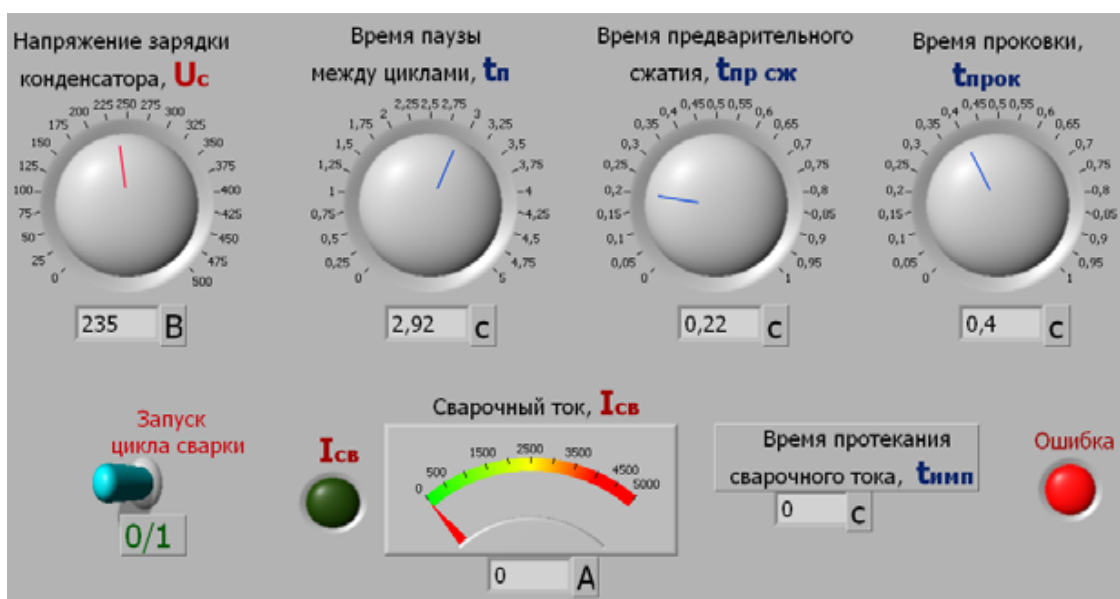 Напряжение зарядки
конденсатора, Uс
Время паузы
между циклами, tп
Время предварительного
сжатия, tпр сж
Время проковки,
tпрок
0 25 50 75 100 125 150 175 200 225 250 275 300 325 350 375 400 425 450 475 500
0 0,25 0,5 0,75 1 1,25 1,5 1,75 2 2,25 2,5 2,75 3 3,25 3,5 3,75 4 4,25 4,5 4,75 5
0 0,05 0,1 0,15 0,2 0,25 0,3 0,35 0,4 0,45 0,5 0,55 0,6 0,65 0,7 0,75 0,8 0,85 0,9 0,95 1
0 0,05 0,1 0,15 0,2 0,25 0,3 0,35 0,4 0,45 0,5 0,55 0,6 0,65 0,7 0,75 0,8 0,85 0,9 0,95 1
235 В
2,92 с
0,22 с
0,4 с
Запуск
цикла сварки
0/1
Iсв
Сварочный ток, Iсв
0 500 1500 2500 3500 4500 5000
0 А
Время протекания
сварочного тока, tимп
0 с
Ошибка